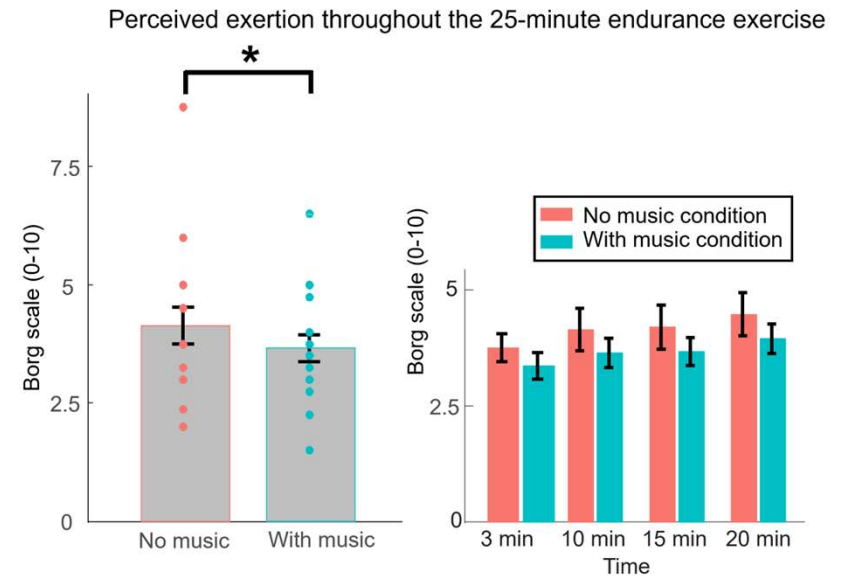 Perceived exertion throughout the 25-minute endurance exercise
*
Borg scale (0-10)
7.5
5
2.5
0
No music
With music
No music condition
With music condition
Borg scale (0-10)
5
2.5
0
3 min
10 min
15 min
20 min
Time